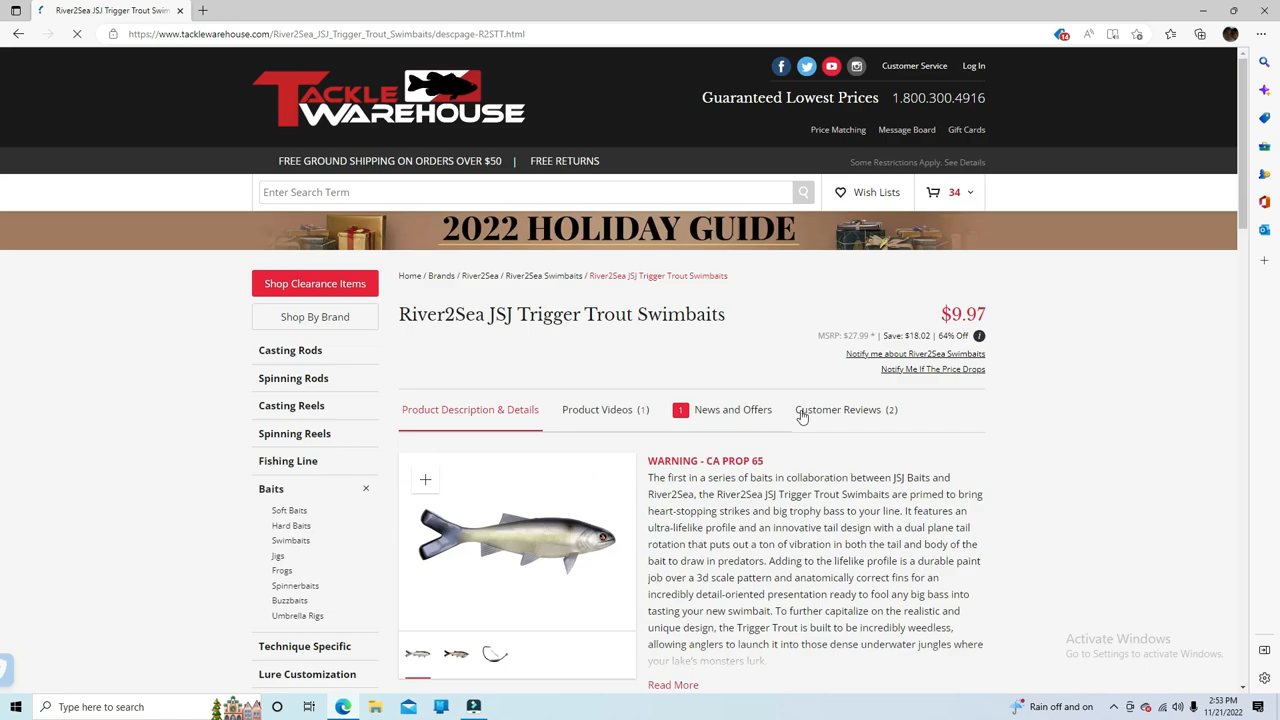 River2Sea JSJ Trigger Trout Swim
https://www.tacklewarehouse.com/River2Sea_JSJ_Trigger_Trout_Swimbaits/descpage-R2STT.html
14
TACKLE WAREHOUSE
Customer Service
Log In
Guaranteed Lowest Prices 1.800.300.4916
Price Matching
Message Board
Gift Cards
FREE GROUND SHIPPING ON ORDERS OVER $50 | FREE RETURNS
Some Restrictions Apply. See Details
Enter Search Term
Wish Lists
34
2022 HOLIDAY GUIDE
Shop Clearance Items
Shop By Brand
Casting Rods
Spinning Rods
Casting Reels
Spinning Reels
Fishing Line
Baits
Soft Baits
Hard Baits
Swimbaits
Jigs
Frogs
Spinnerbaits
Buzzbaits
Umbrella Rigs
Technique Specific
Lure Customization
Home / Brands / River2Sea / River2Sea Swimbaits / River2Sea JSJ Trigger Trout Swimbaits
River2Sea JSJ Trigger Trout Swimbaits
$9.97
MSRP: $27.99 * | Save: $18.02 | 64% Off
Notify me about River2Sea Swimbaits
Notify Me If The Price Drops
Product Description & Details
Product Videos (1)
1 News and Offers
Customer Reviews (2)
WARNING - CA PROP 65
The first in a series of baits in collaboration between JSJ Baits and
River2Sea, the River2Sea JSJ Trigger Trout Swimbaits are primed to bring
heart-stopping strikes and big trophy bass to your line. It features an
ultra-lifelike profile and an innovative tail design with a dual plane tail
rotation that puts out a ton of vibration in both the tail and body of the
bait to draw in predators. Adding to the lifelike profile is a durable paint
job over a 3d scale pattern and anatomically correct fins for an
incredibly detail-oriented presentation ready to fool any big bass into
tasting your new swimbait. To further capitalize on the realistic and
unique design, the Trigger Trout is built to be incredibly weedless,
allowing anglers to launch it into those dense underwater jungles where
your lake's monsters lurk.
Read More
Activate Windows
Go to Settings to activate Windows.
Type here to search
Rain off and on
2:53 PM
11/21/2022